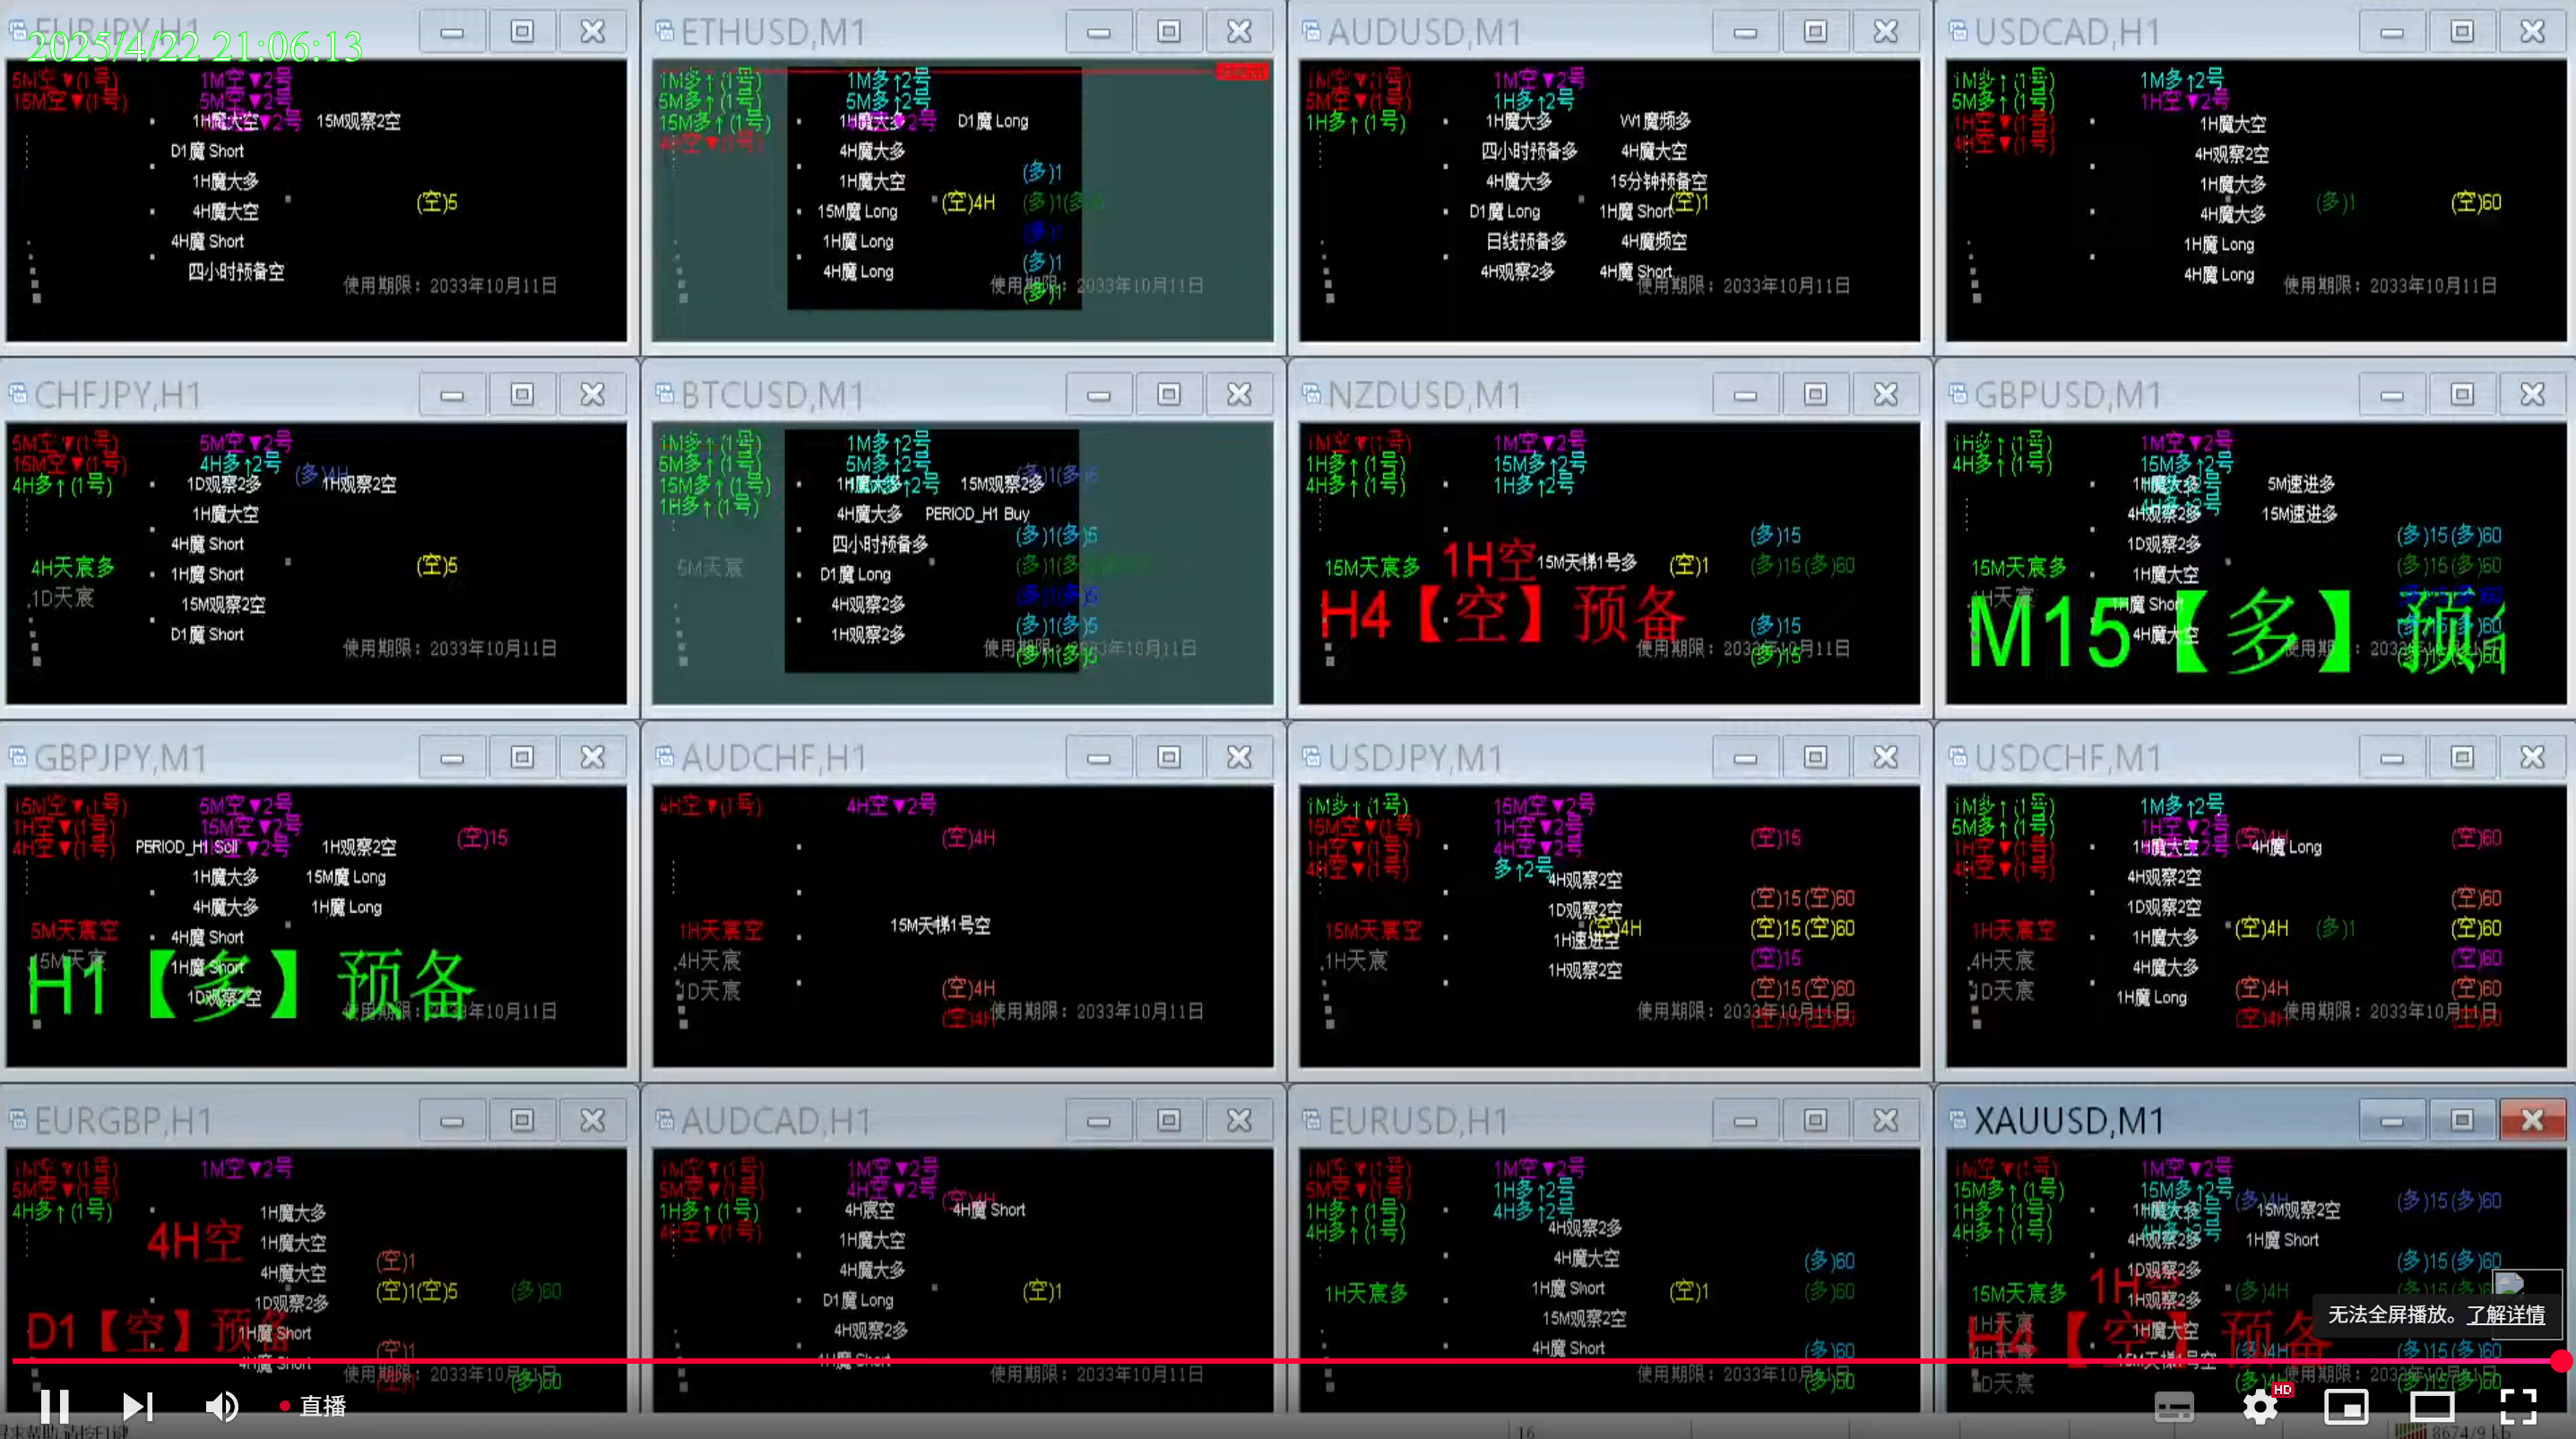 2025/4/22 21:06:13
EURJPY,H1
5M空▼(1号)
15M空▼(1号)
1M空▼2号
5M空▼2号
1H魔大空
15M观察2空
D1魔 Short
1H魔大多
4H魔大空
(空)5
4H魔 Short
四小时预备空
使用期限：2033年10月11日
ETHUSD,M1
1M多↑(1号)
5M多↑(1号)
15M多↑(1号)
4H空▼(1号)
1M多↑2号
5M多↑2号
D1魔 Long
4H魔大多
(多)1
1H魔大空
(空)4H
15M魔 Long
(多)1
1H魔 Long
(多)1
4H魔 Long
(多)1
使用期限：2033年10月11日
AUDUSD,M1
1M空▼(1号)
5M空▼(1号)
1H多↑(1号)
1M空▼2号
1H多↑2号
1H魔大多
W1魔频多
四小时预备多
4H魔大空
4H魔大多
15分钟预备空
(空)1
D1魔 Long
1H魔 Short
日线预备多
4H魔频空
4H观察2多
4H魔 Short
使用期限：2033年10月11日
USDCAD,H1
1M多↑(1号)
5M多↑(1号)
1H空▼(1号)
4H空▼(1号)
1M多↑2号
1H空▼2号
1H魔大空
4H观察2空
1H魔大多
(多)1
(空)60
4H魔大多
1H魔 Long
4H魔 Long
使用期限：2033年10月11日
CHFJPY,H1
5M空▼(1号)
15M空▼(1号)
4H多↑(1号)
5M空▼2号
4H多↑2号
(多)4H
1D观察2多
1H观察2空
1H魔大空
4H魔 Short
4H天宸多
(空)5
1H魔 Short
1D天宸
15M观察2空
D1魔 Short
使用期限：2033年10月11日
BTCUSD,M1
1M多↑(1号)
5M多↑(1号)
15M多↑(1号)
1H多↑(1号)
1M多↑2号
5M多↑2号
(多)1(多)5
1H魔大多
15M观察2多
4H魔大多
PERIOD_H1 Buy
(多)1(多)5
四小时预备多
5M天宸
D1魔 Long
(多)1(多)5
4H观察2多
(多)1(多)5
1H观察2多
(多)1(多)5
使用期限：2033年10月11日
NZDUSD,M1
1M空▼(1号)
1H多↑(1号)
4H多↑(1号)
1M空▼2号
15M多↑2号
1H多↑2号
(多)15
1H空
15M天梯1号多
15M天宸多
(空)1
(多)15(多)60
H4【空】预备
(多)15
(多)15
使用期限：2033年10月11日
GBPUSD,M1
1H多↑(1号)
4H多↑(1号)
1M空▼2号
15M多↑2号
1H魔大多
5M速进多
4H观察2多
15M速进多
(多)15(多)60
1D观察2多
15M天宸多
(多)15(多)60
1H魔大空
4H天宸
1H魔 Short
4H魔大空
M15【多】预
(多)15(多)60
GBPJPY,M1
15M空▼(1号)
1H空▼(1号)
4H空▼(1号)
5M空▼2号
15M空▼2号
(空)15
PERIOD_H1 Sell
1H观察2空
1H魔大多
15M魔 Long
4H魔大多
1H魔 Long
5M天宸空
4H魔 Short
15M天宸
1H魔 Short
H1【多】预备
1D观察2空
使用期限：2033年10月11日
AUDCHF,H1
4H空▼(1号)
4H空▼2号
(空)4H
15M天梯1号空
1H天宸空
4H天宸
1D天宸
(空)4H
(空)4H
使用期限：2033年10月11日
USDJPY,M1
1M多↑(1号)
15M空▼(1号)
1H空▼(1号)
4H空▼(1号)
15M空▼2号
1H空▼2号
4H空▼2号
多↑2号
(空)15
4H观察2空
(空)15(空)60
1D观察2空
15M天宸空
(空)4H
(空)15(空)60
1H速进空
1H天宸
(空)15
1H观察2空
(空)15(空)60
(空)15(空)60
使用期限：2033年10月11日
USDCHF,M1
1M多↑(1号)
5M多↑(1号)
1H空▼(1号)
4H空▼(1号)
1M多↑2号
1H空▼2号
(空)4H
(空)60
1H魔大空
4H魔 Long
4H观察2空
(空)60
1D观察2空
1H天宸空
(空)4H
(多)1
(空)60
1H魔大多
4H天宸
4H魔大多
(空)60
1D天宸
1H魔 Long
(空)4H
(空)60
(空)4H
(空)60
使用期限：2033年10月11日
EURGBP,H1
1M空▼(1号)
5M空▼(1号)
4H多↑(1号)
1M空▼2号
1H魔大多
4H空
1H魔大空
(空)1
4H魔大空
(空)1(空)5
(多)60
1D观察2多
D1【空】预备
1H魔 Short
(空)1
4H魔 Short
(多)60
使用期限：2033年10月11日
AUDCAD,H1
1M空▼(1号)
5M空▼(1号)
1H多↑(1号)
4H空▼(1号)
1M空▼2号
4H空▼2号
(空)4H
4H宸空
4H魔 Short
1H魔大空
4H魔大多
(空)1
D1魔 Long
4H观察2多
1H魔 Short
使用期限：2033年10月11日
EURUSD,H1
1M空▼(1号)
5M空▼(1号)
1H多↑(1号)
4H多↑(1号)
1M空▼2号
1H多↑2号
4H多↑2号
4H观察2多
4H魔大空
(多)60
1H天宸多
1H魔 Short
(空)1
(多)60
15M观察2空
4H魔 Short
(多)60
(多)60
使用期限：2033年10月11日
XAUUSD,M1
1M空▼(1号)
15M多↑(1号)
1H多↑(1号)
4H多↑(1号)
1M空▼2号
15M多↑2号
(多)4H
(多)15(多)60
1H魔大多
15M观察2空
4H观察2多
1H魔 Short
(多)15(多)60
1D观察2多
1H空
15M天宸多
(多)4H
1H观察2多
1H天宸
1H魔大空
H4【空】预备
4H天宸
15M天梯1号空
(多)4H
(多)15(多)60
1D天宸
(多)4H
(多)15(多)60
使用期限：2033年10月11日
无法全屏播放。了解详情
直播
HD
16
8674/9 kb